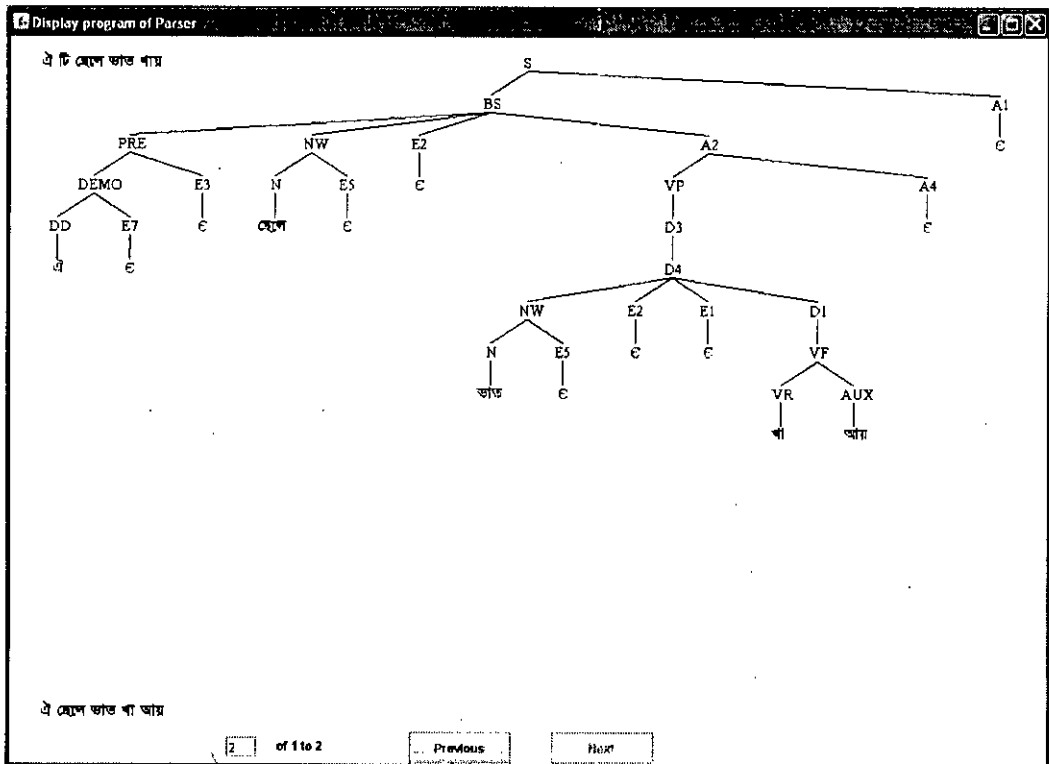 Display program of Parser
ঐ টি ছেলে ভাত খায়
S
BS A1
PRE NW E2 A2 Є
DEMO E3 N E5 Є VP A4
DD E7 Є ছেলে Є D3 Є
ঐ Є D4
NW E2 E1 D1
N E5 Є Є VF
ভাত Є VR AUX
খা আয়
ঐ ছেলে ভাত খা আয়
2 of 1 to 2 Previous Next